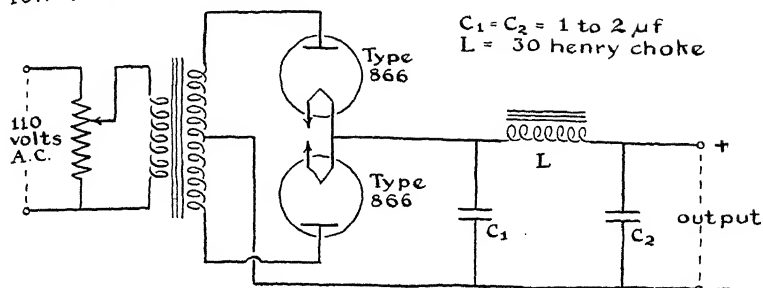 C₁ = C₂ = 1 to 2 μf
L = 30 henry choke
Type
866
110
volts
A.C.
L
+
Type
866
C₁
C₂
output
-